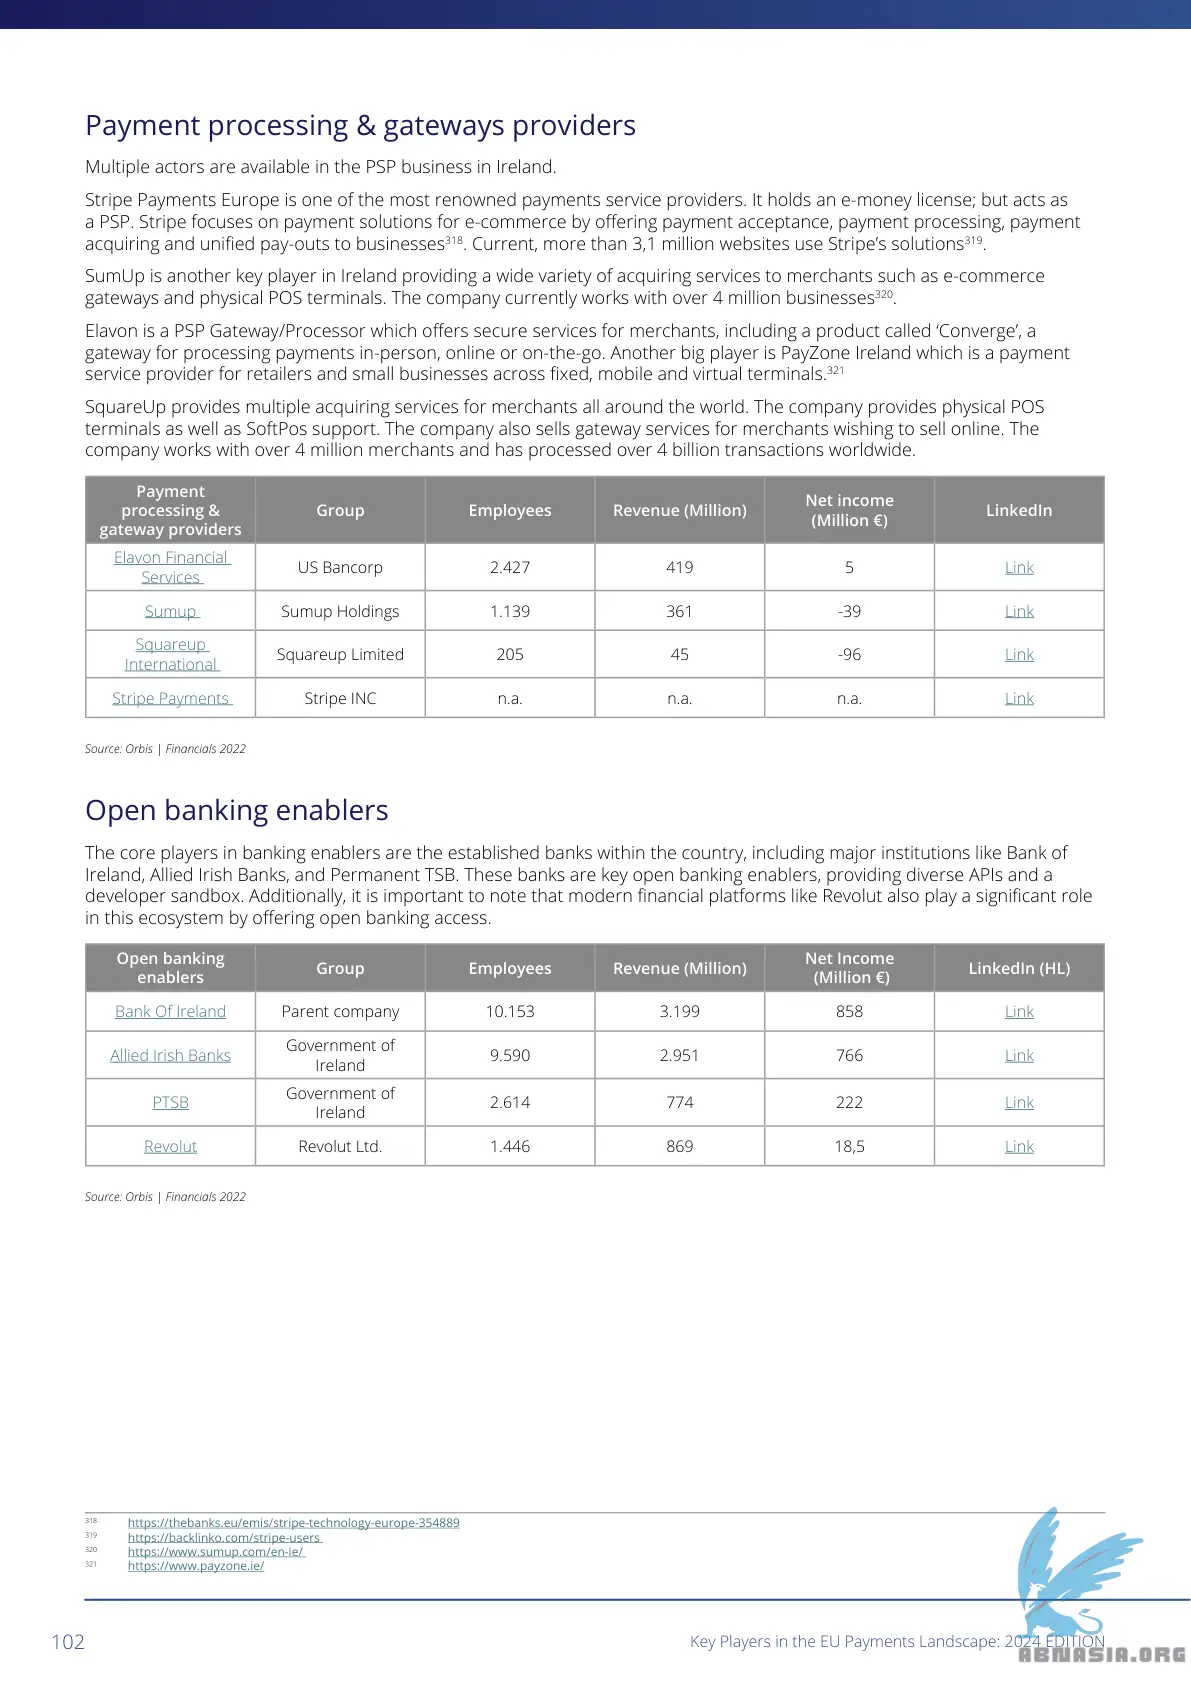 Payment processing & gateways providers
Multiple actors are available in the PSP business in Ireland.
Stripe Payments Europe is one of the most renowned payments service providers. It holds an e-money license; but acts as
a PSP. Stripe focuses on payment solutions for e-commerce by offering payment acceptance, payment processing, payment
acquiring and unified pay-outs to businesses318. Current, more than 3,1 million websites use Stripe's solutions319.
SumUp is another key player in Ireland providing a wide variety of acquiring services to merchants such as e-commerce
gateways and physical POS terminals. The company currently works with over 4 million businesses320.
Elavon is a PSP Gateway/Processor which offers secure services for merchants, including a product called ‘Converge’, a
gateway for processing payments in-person, online or on-the-go. Another big player is PayZone Ireland which is a payment
service provider for retailers and small businesses across fixed, mobile and virtual terminals.321
SquareUp provides multiple acquiring services for merchants all around the world. The company provides physical POS
terminals as well as SoftPos support. The company also sells gateway services for merchants wishing to sell online. The
company works with over 4 million merchants and has processed over 4 billion transactions worldwide.
Payment processing & gateway providers Group Employees Revenue (Million) Net income (Million €) LinkedIn
Elavon Financial Services US Bancorp 2.427 419 5 Link
Sumup Sumup Holdings 1.139 361 -39 Link
Squareup International Squareup Limited 205 45 -96 Link
Stripe Payments Stripe INC n.a. n.a. n.a. Link
Source: Orbis | Financials 2022
Open banking enablers
The core players in banking enablers are the established banks within the country, including major institutions like Bank of
Ireland, Allied Irish Banks, and Permanent TSB. These banks are key open banking enablers, providing diverse APIs and a
developer sandbox. Additionally, it is important to note that modern financial platforms like Revolut also play a significant role
in this ecosystem by offering open banking access.
Open banking enablers Group Employees Revenue (Million) Net Income (Million €) LinkedIn (HL)
Bank Of Ireland Parent company 10.153 3.199 858 Link
Allied Irish Banks Government of Ireland 9.590 2.951 766 Link
PTSB Government of Ireland 2.614 774 222 Link
Revolut Revolut Ltd. 1.446 869 18,5 Link
Source: Orbis | Financials 2022
318 https://thebanks.eu/emis/stripe-technology-europe-354889
319 https://backlinko.com/stripe-users
320 https://www.sumup.com/en-ie/
321 https://www.payzone.ie/
102 Key Players in the EU Payments Landscape: 2024 EDITION
ABNASIA.ORG